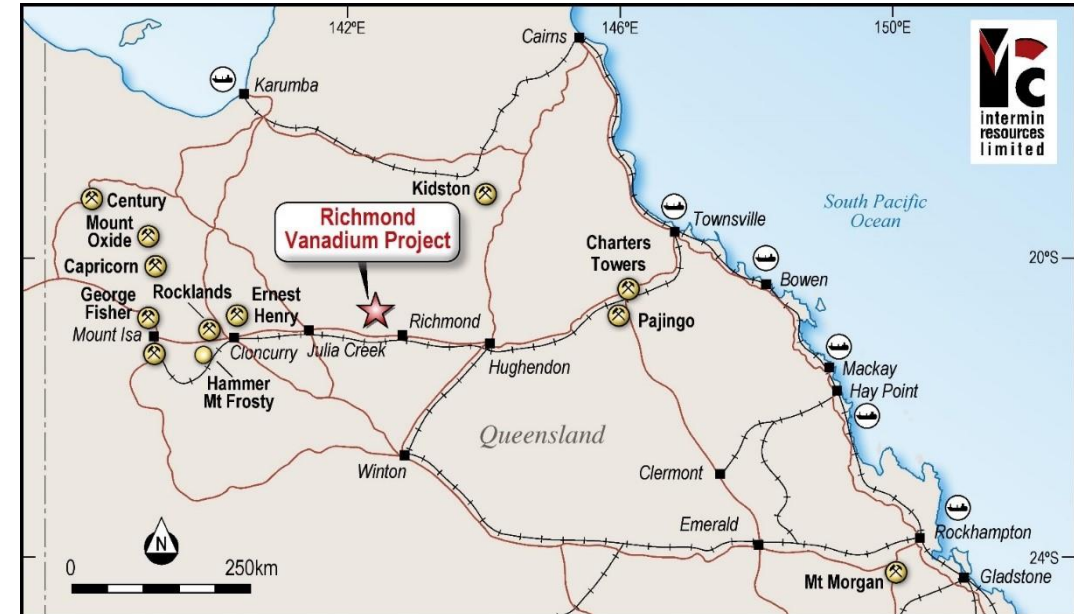 142ºE
146ºE
150ºE
Cairns
Karumba
intermin
resources
limited
Kidston
Century
Mount
Oxide
Capricorn
Richmond
Vanadium Project
Townsville
South Pacific
Ocean
Charters
Towers
20ºS
Bowen
George
Fisher
Rocklands
Ernest
Henry
Pajingo
Mount Isa
Cloncurry
Julia Creek
Richmond
Hughendon
Hammer
Mt Frosty
Mackay
Hay Point
Queensland
Winton
Clermont
Emerald
Rockhampton
N
0
250km
24ºS
Mt Morgan
Gladstone